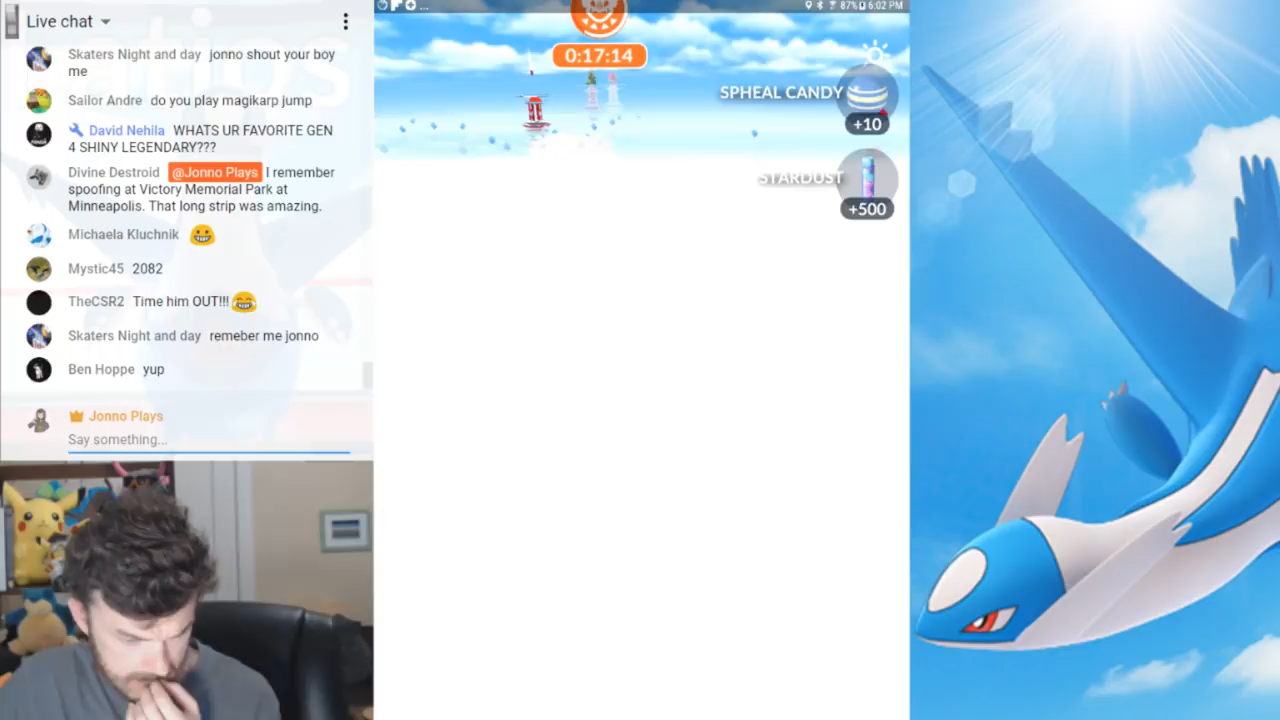 Live chat
Skaters Night and day jonno shout your boy
me
Sailor Andre do you play magikarp jump
David Nehila WHATS UR FAVORITE GEN
4 SHINY LEGENDARY???
Divine Destroid @Jonno Plays I remember
spoofing at Victory Memorial Park at
Minneapolis. That long strip was amazing.
Michaela Kluchnik
Mystic45 2082
TheCSR2 Time him OUT!!!
Skaters Night and day remeber me jonno
Ben Hoppe yup
Jonno Plays
Say something...
... 87% 6:02 PM
0:17:14
SPHEAL CANDY
+10
STARDUST
+500